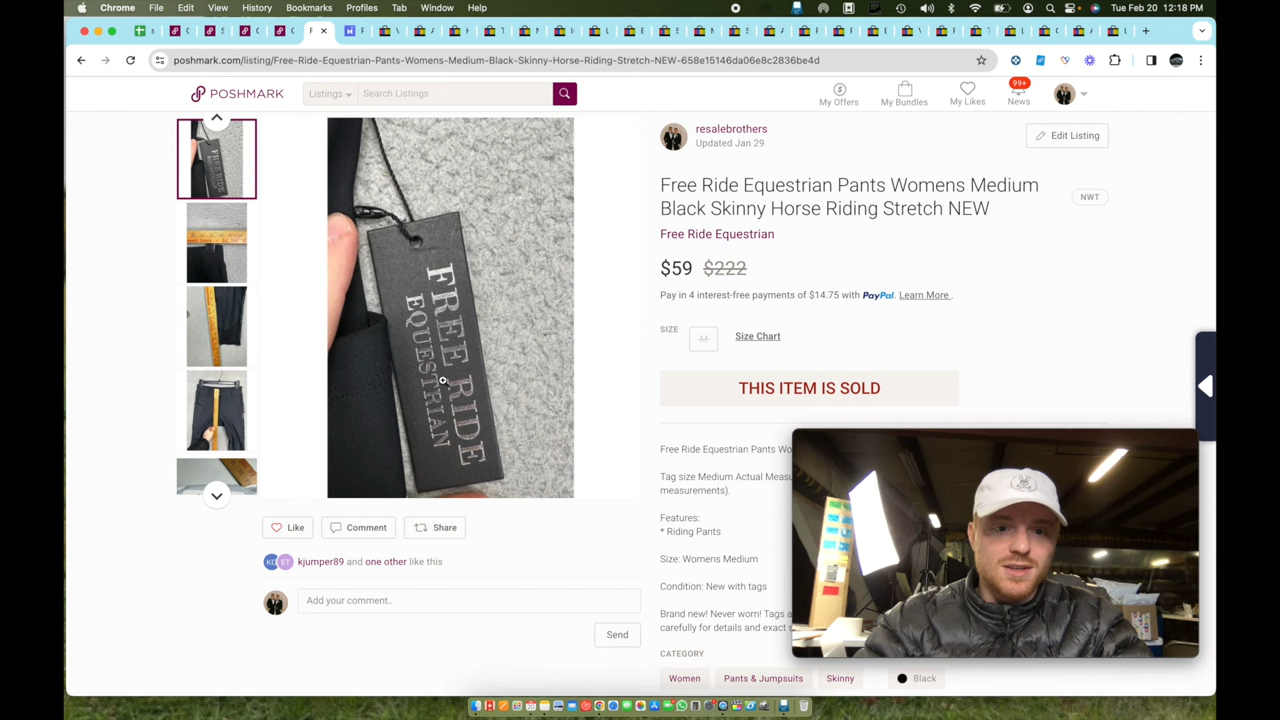 Chrome File Edit View History Bookmarks Profiles Tab Window Help
Tue Feb 20 12:18 PM
poshmark.com/listing/Free-Ride-Equestrian-Pants-Womens-Medium-Black-Skinny-Horse-Riding-Stretch-NEW-658e15146da06e8c2836be4d
POSHMARK
Listings
Search Listings
My Offers
My Bundles
My Likes
99+
News
resalebrothers
Updated Jan 29
Edit Listing
Free Ride Equestrian Pants Womens Medium
Black Skinny Horse Riding Stretch NEW
NWT
Free Ride Equestrian
$59 $222
Pay in 4 interest-free payments of $14.75 with PayPal. Learn More .
SIZE
M
Size Chart
THIS ITEM IS SOLD
FREE RIDE
EQUESTRIAN
Like
Comment
Share
kjumper89 and one other like this
Add your comment..
Send
Free Ride Equestrian Pants Wo
Tag size Medium Actual Measu
measurements).
Features:
* Riding Pants
Size: Womens Medium
Condition: New with tags
Brand new! Never worn! Tags a
carefully for details and exact s
CATEGORY
Women
Pants & Jumpsuits
Skinny
Black